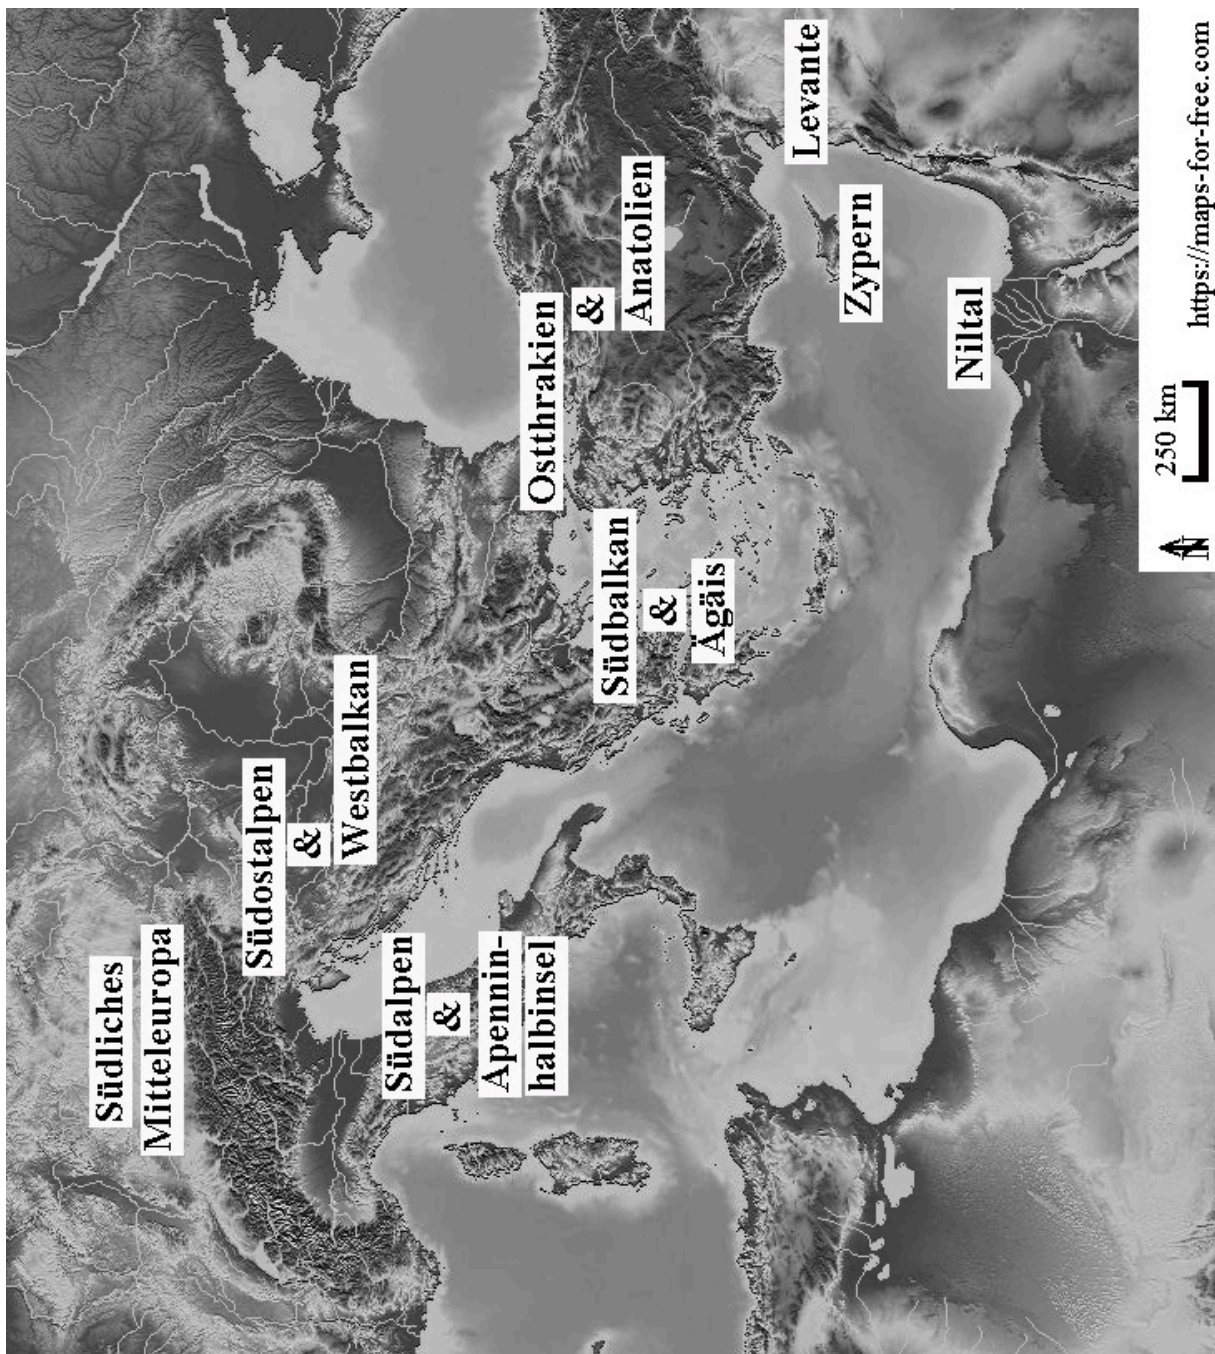 Südliches
Mitteleuropa
Südostalpen
&
Westbalkan
Südalpen
&
Apennin-
halbinsel
Ostthrakien
&
Anatolien
Südbalkan
&
Ägäis
Levante
Zypern
Niltal
250 km
N
https://maps-for-free.com